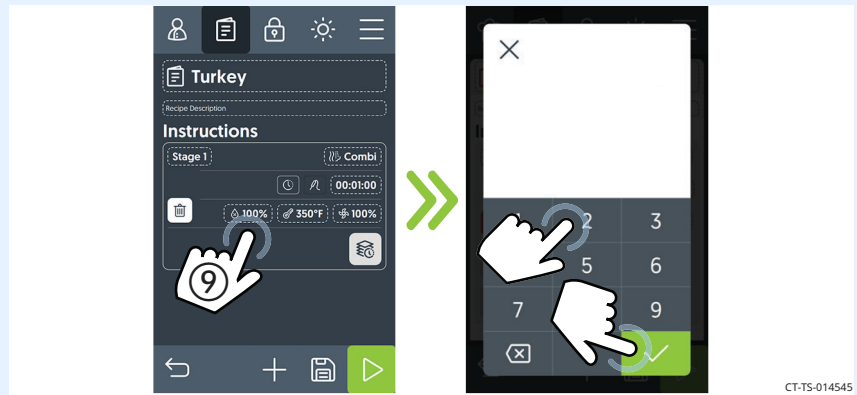 Turkey
Recipe Description
Instructions
Stage 1
Combi
00:01:00
100% 350°F 100%
9
2 3
5 6
7 9
CT-TS-014545